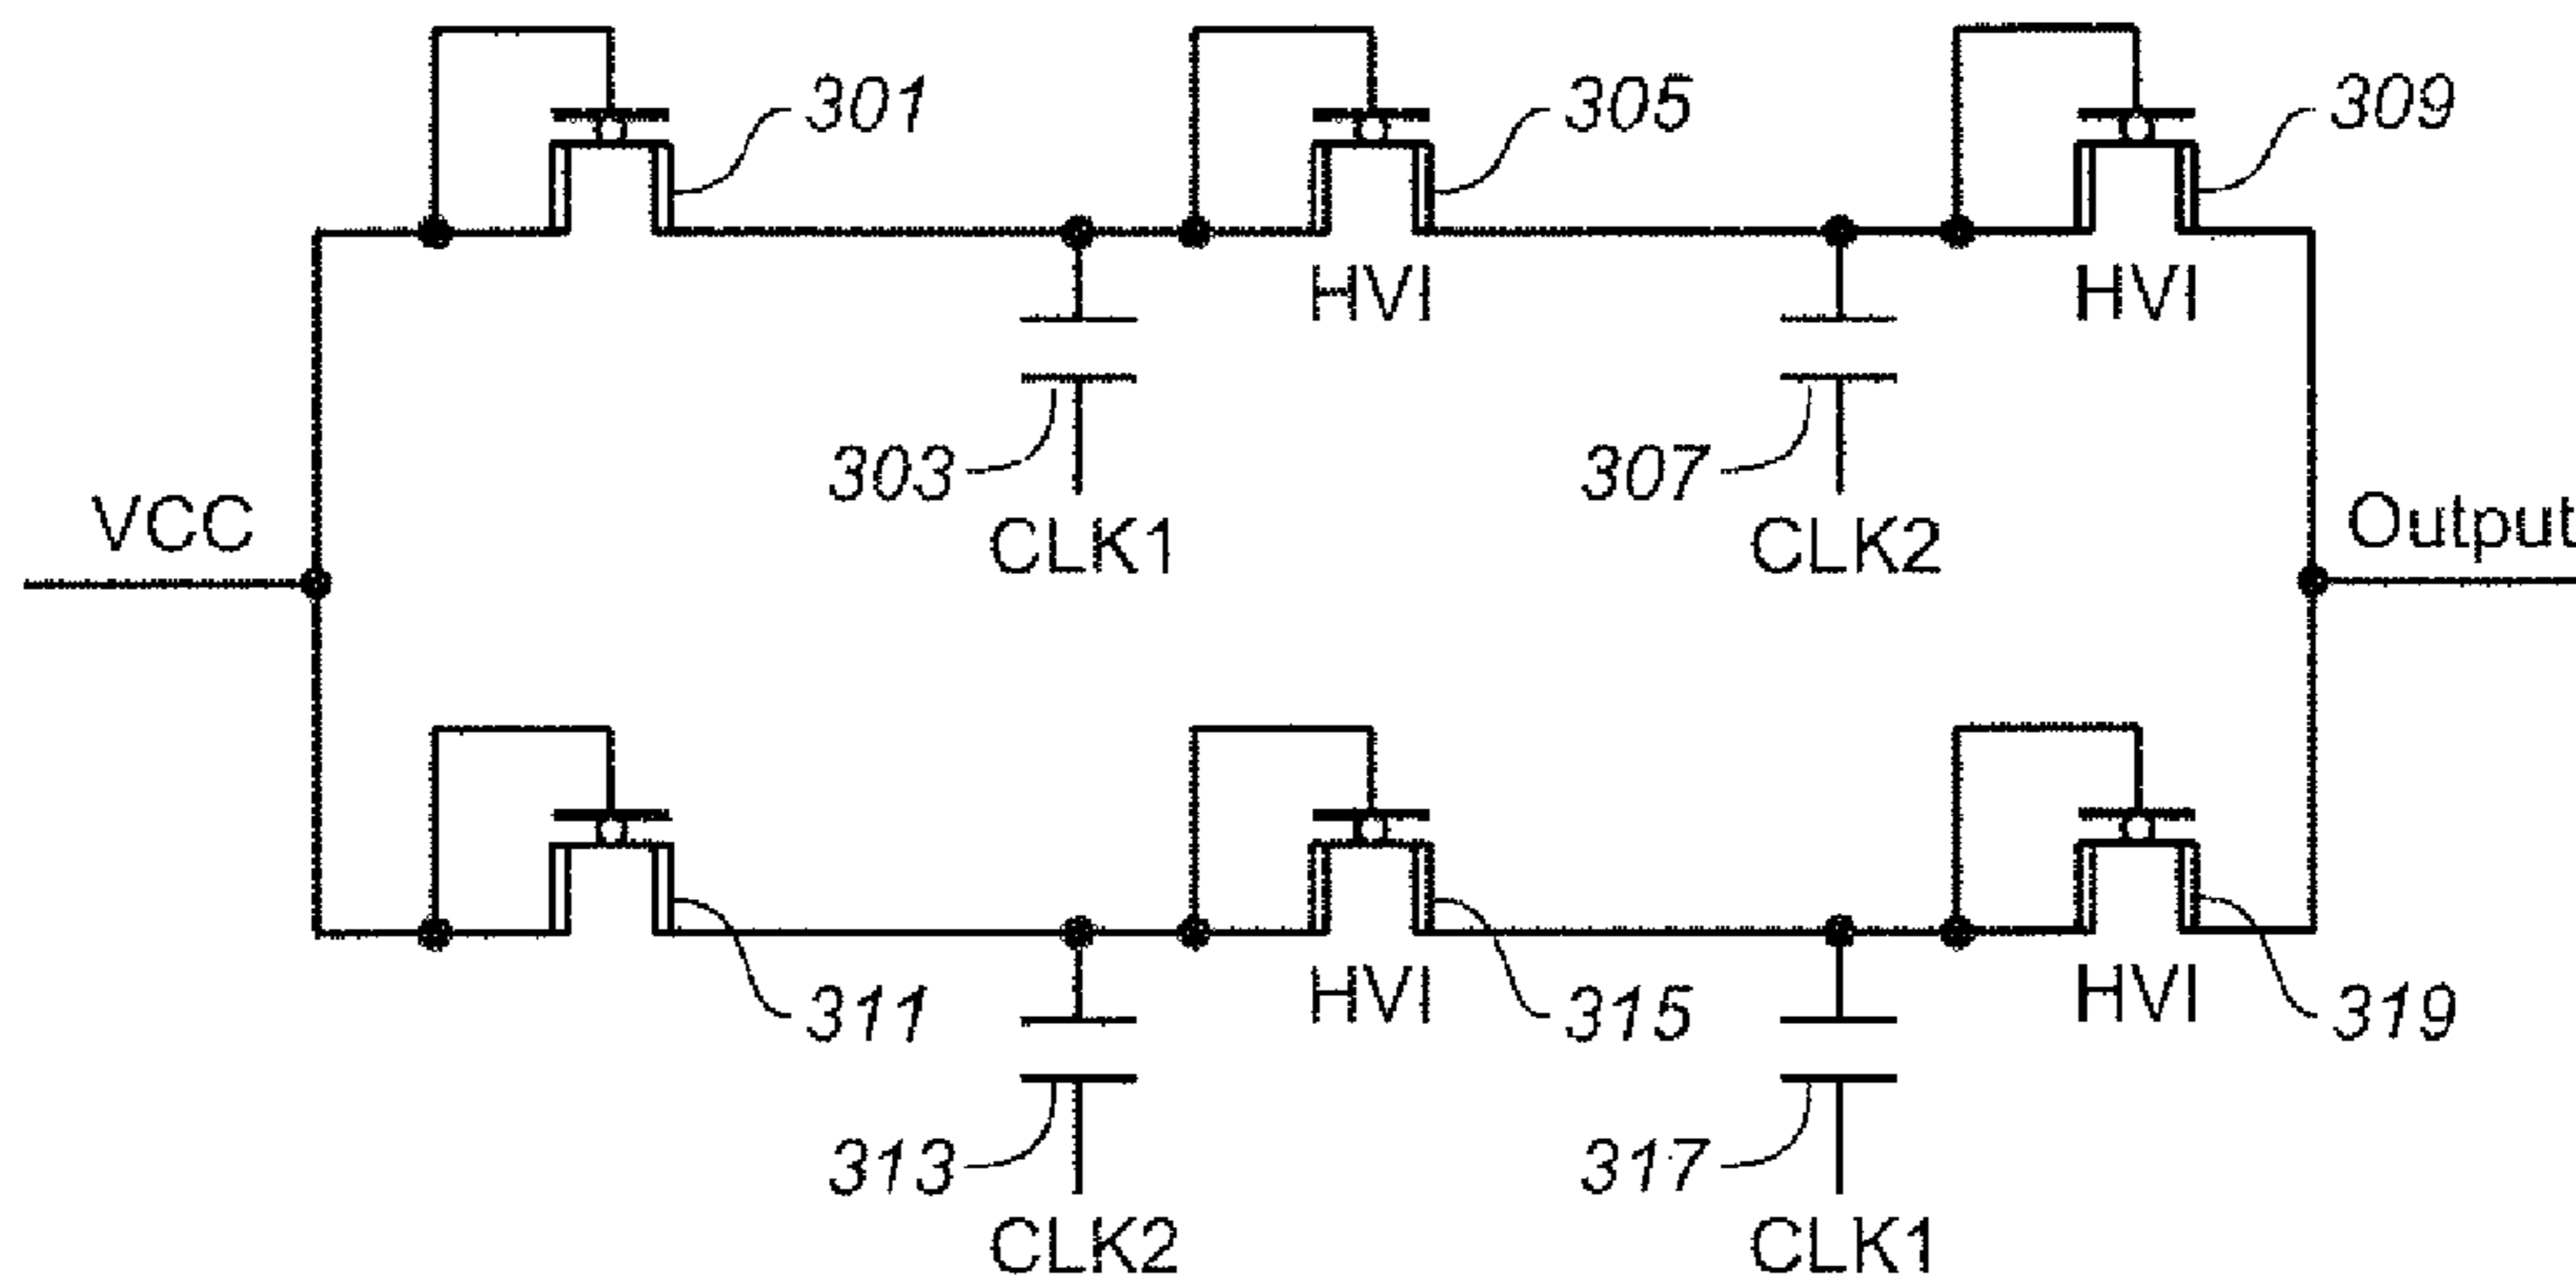 301
305
309
HVI
HVI
303
307
VCC
CLK1
CLK2
Output
311
HVI
315
HVI
319
313
317
CLK2
CLK1